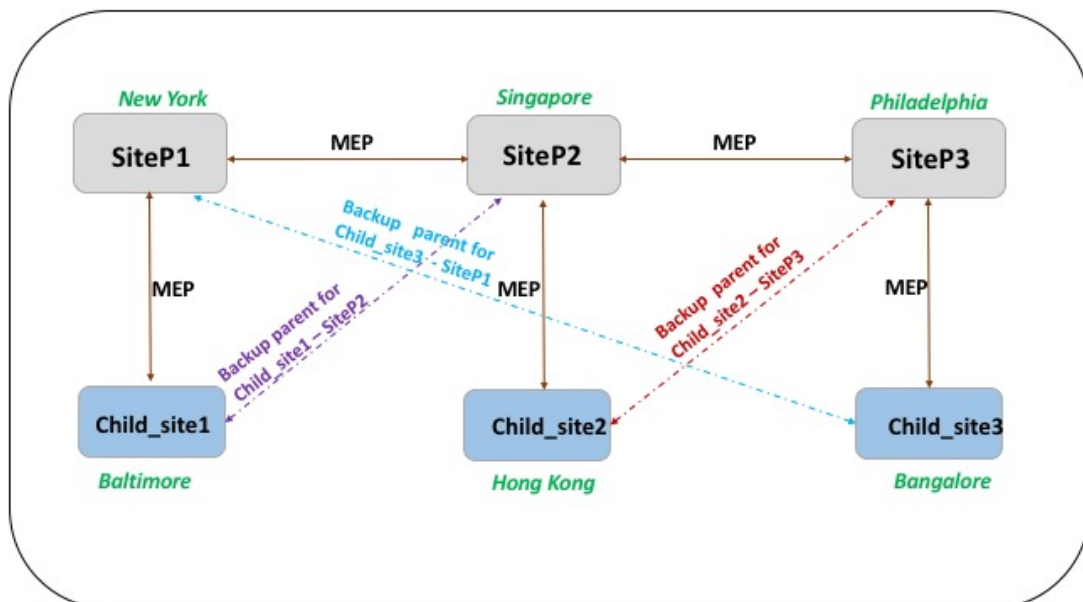 New York
Singapore
Philadelphia
SiteP1
MEP
SiteP2
MEP
SiteP3
Backup parent for
Child_site3 - SiteP1
Backup parent for
Child_site1 – SiteP2
Backup parent for
Child_site2 – SiteP3
MEP
MEP
MEP
Child_site1
Child_site2
Child_site3
Baltimore
Hong Kong
Bangalore